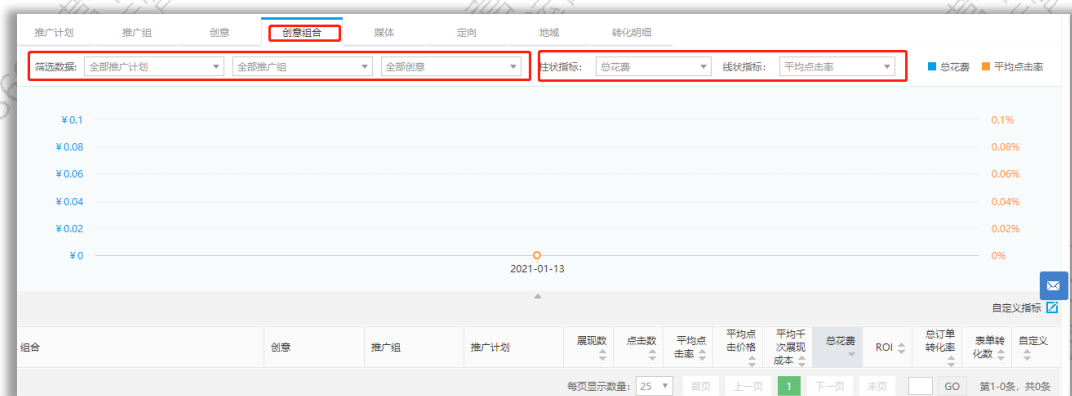 推广计划 推广组 创意 创意组合 媒体 定向 地域 转化明细
筛选数据: 全部推广计划 全部推广组 全部创意 柱状指标: 总花费 线状指标: 平均点击率 总花费 平均点击率
¥0.1 0.1%
¥0.08 0.08%
¥0.06 0.06%
¥0.04 0.04%
¥0.02 0.02%
¥0 0%
2021-01-13
自定义指标
组合 创意 推广组 推广计划 展现数 点击数 平均点击率 平均点击价格 平均千次展现成本 总花费 ROI 总订单转化率 表单转化数 自定义
每页显示数量: 25 首页 上一页 1 下一页 末页 GO 第1-0条，共0条